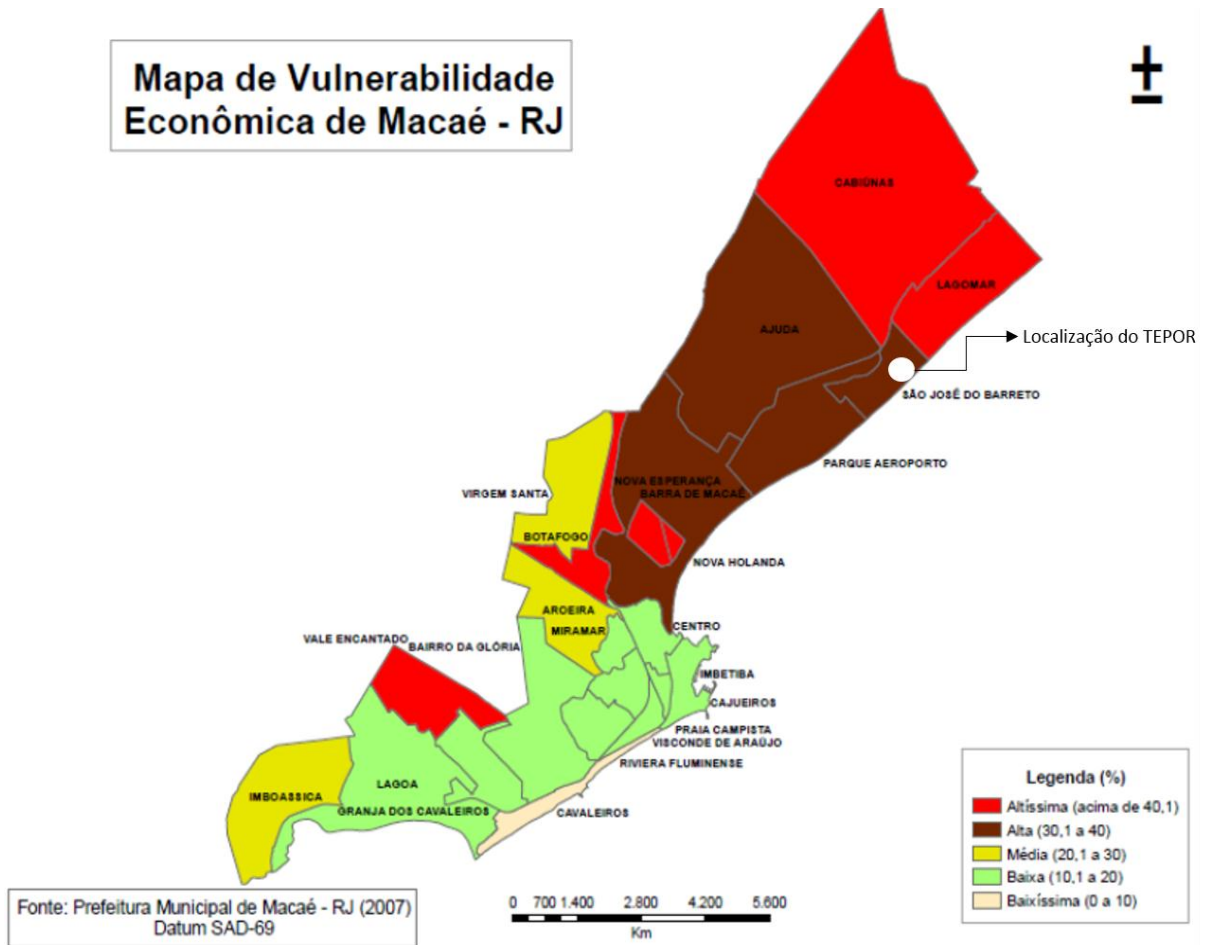 Mapa de Vulnerabilidade
Econômica de Macaé - RJ
CABIÚNAS
LAGOMAR
AJUDA
Localização do TEPOR
SÃO JOSÉ DO BARRETO
PARQUE AEROPORTO
NOVA ESPERANÇA
BARRA DE MACAÉ
VIRGEM SANTA
BOTAFOGO
NOVA HOLANDA
AROEIRA
MIRAMAR
CENTRO
VALE ENCANTADO
BAIRRO DA GLÓRIA
IMBETIBA
CAJUEIROS
PRAIA CAMPISTA
VISCONDE DE ARAÚJO
RIVIERA FLUMINENSE
LAGOA
IMBOASSICA
GRANJA DOS CAVALEIROS
CAVALEIROS
Legenda (%)
Altíssima (acima de 40,1)
Alta (30,1 a 40)
Média (20,1 a 30)
Baixa (10,1 a 20)
Baixíssima (0 a 10)
Fonte: Prefeitura Municipal de Macaé - RJ (2007)
Datum SAD-69
0 700 1.400 2.800 4.200 5.600
Km